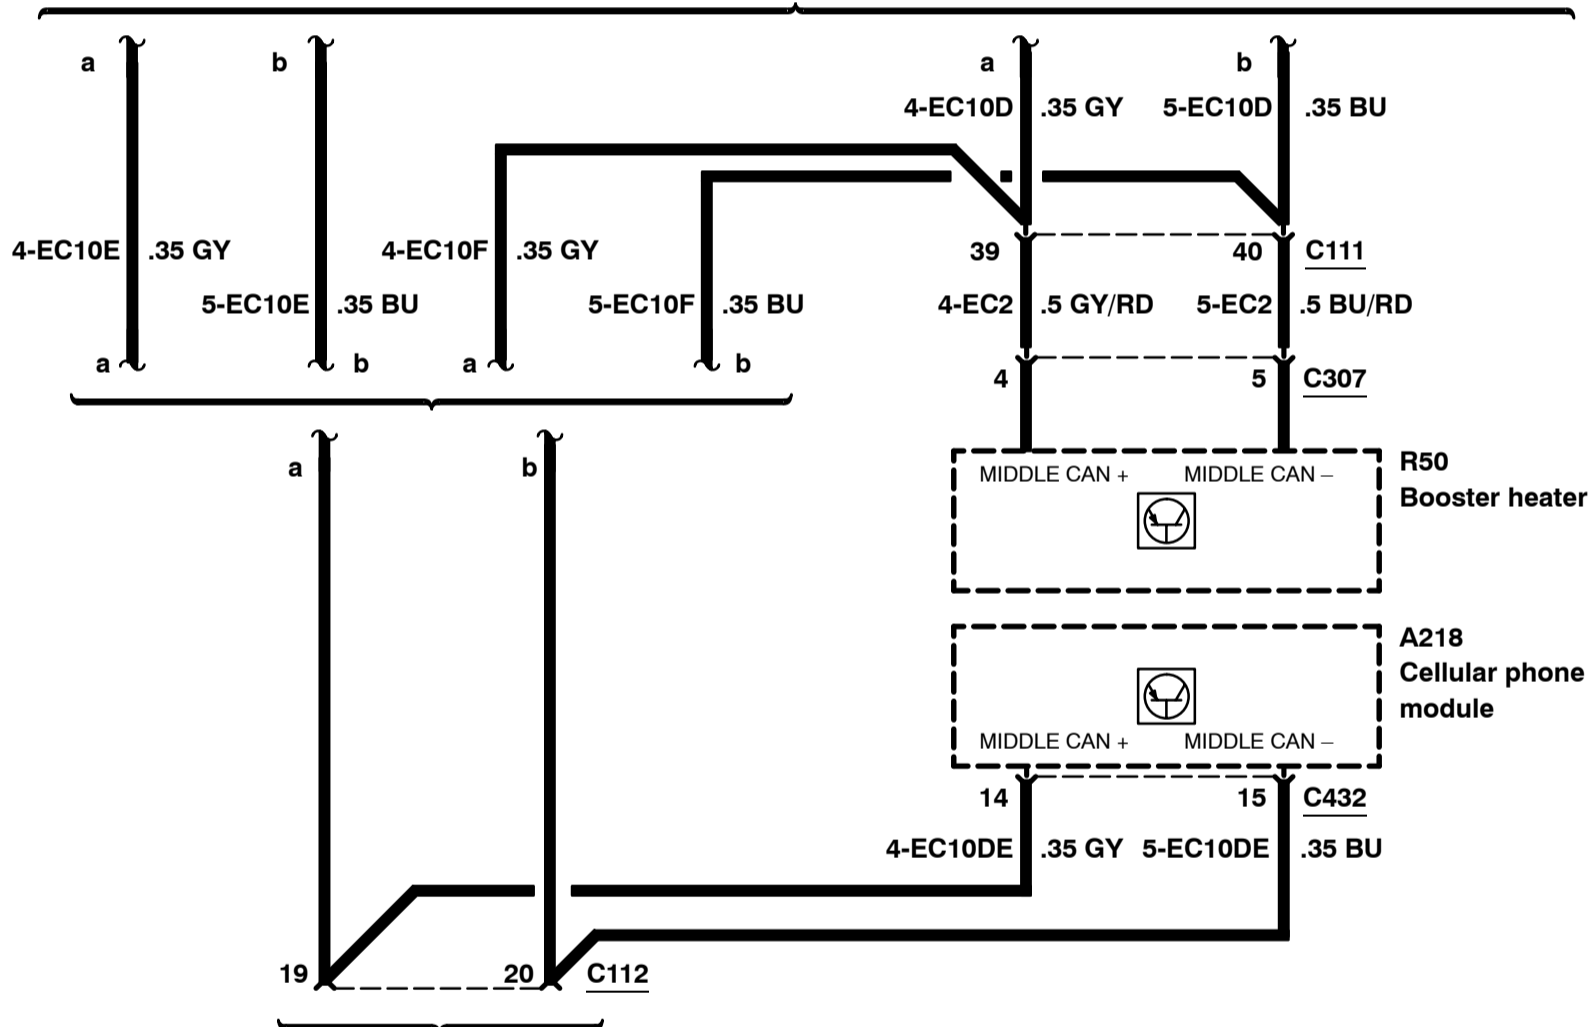 a b a b
4-EC10D .35 GY 5-EC10D .35 BU
4-EC10E .35 GY 4-EC10F .35 GY 39 40 C111
5-EC10E .35 BU 5-EC10F .35 BU 4-EC2 .5 GY/RD 5-EC2 .5 BU/RD
a b a b
4 5 C307
a b
MIDDLE CAN + MIDDLE CAN –
R50
Booster heater
A218
Cellular phone
module
MIDDLE CAN + MIDDLE CAN –
14 15 C432
4-EC10DE .35 GY 5-EC10DE .35 BU
19 20 C112